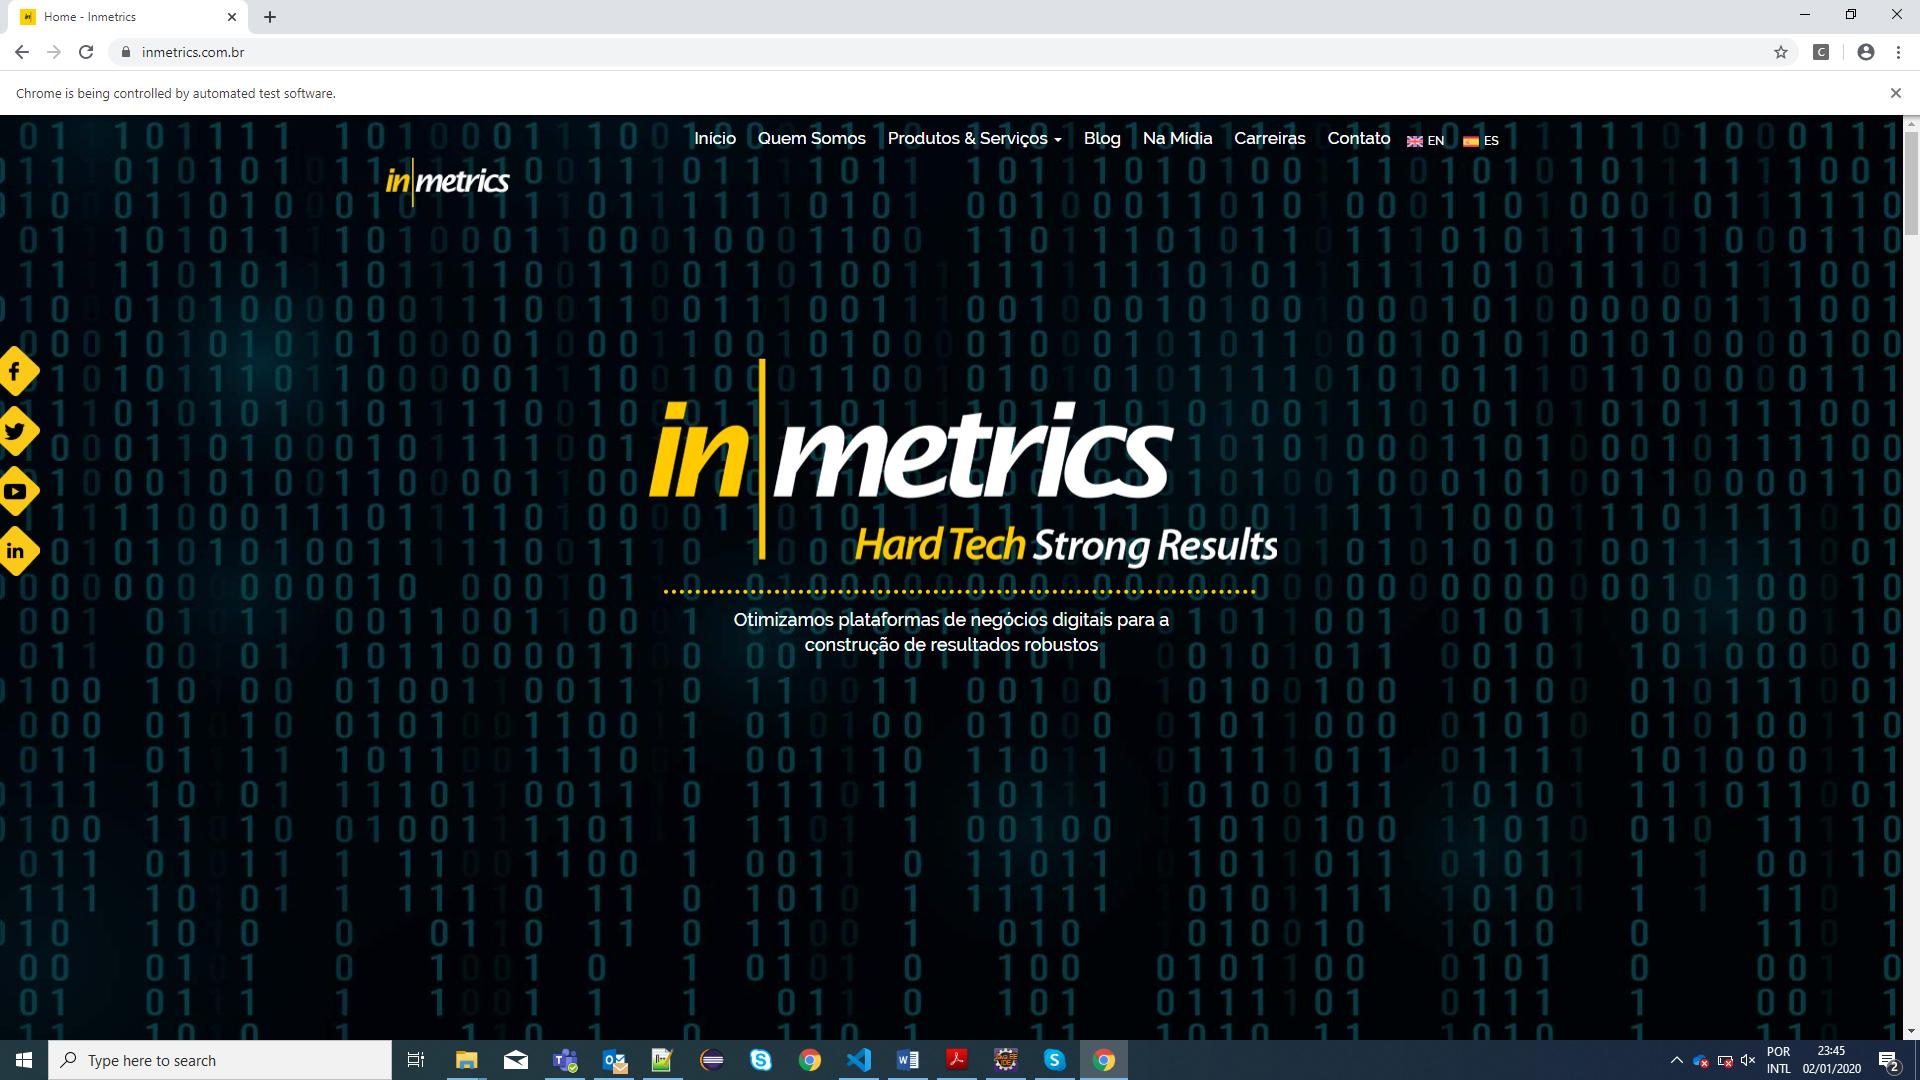 Home - Inmetrics
inmetrics.com.br
C
Chrome is being controlled by automated test software.
Início Quem Somos Produtos & Serviços Blog Na Mídia Carreiras Contato EN ES
in metrics
in metrics
Hard Tech Strong Results
Otimizamos plataformas de negócios digitais para a
construção de resultados robustos
Type here to search
POR
INTL
23:45
02/01/2020
2